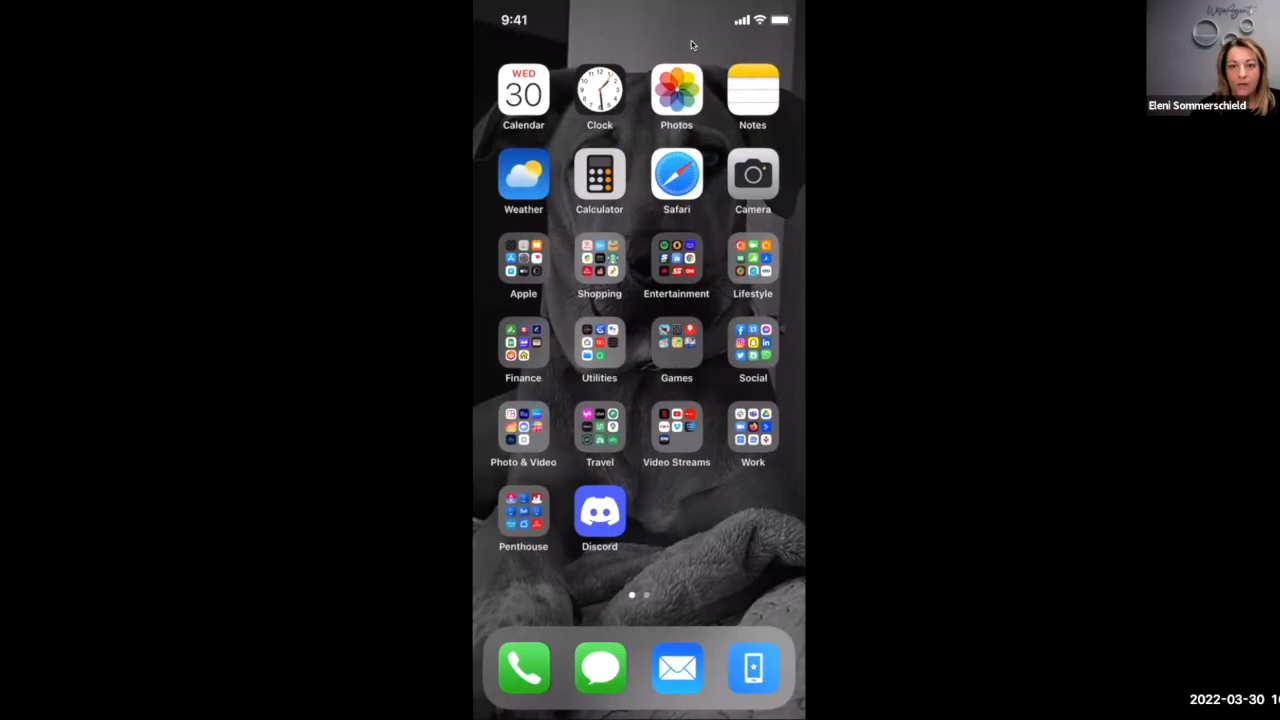 9:41
WED
30
Calendar
Clock
Photos
Notes
Weather
Calculator
Safari
Camera
Apple
Shopping
Entertainment
Lifestyle
Finance
Utilities
Games
Social
Photo & Video
Travel
Video Streams
Work
Penthouse
Discord
Eleni Sommerschield
2022-03-30